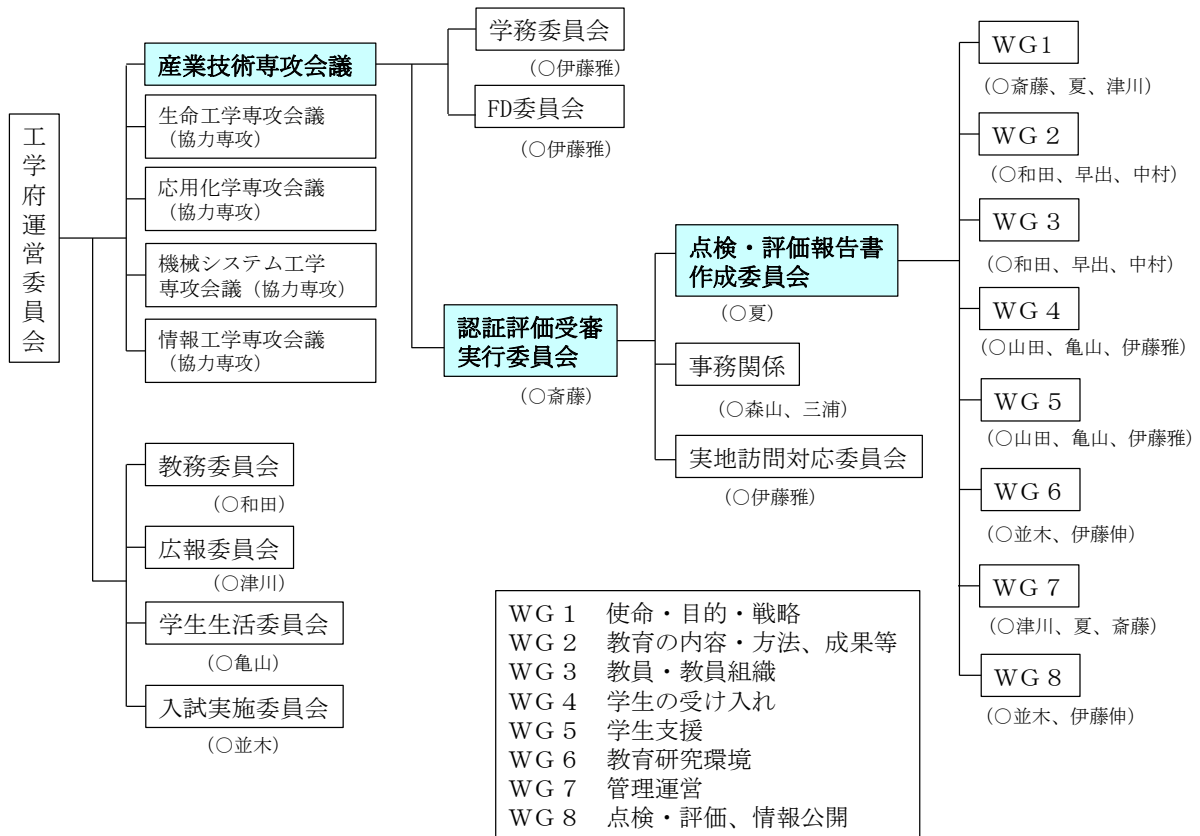 工学府運営委員会
産業技術専攻会議
生命工学専攻会議
（協力専攻）
応用化学専攻会議
（協力専攻）
機械システム工学
専攻会議（協力専攻）
情報工学専攻会議
（協力専攻）
教務委員会
（○和田）
広報委員会
（○津川）
学生生活委員会
（○亀山）
入試実施委員会
（○並木）
学務委員会
（○伊藤雅）
FD委員会
（○伊藤雅）
認証評価受審
実行委員会
（○斎藤）
点検・評価報告書
作成委員会
（○夏）
事務関係
（○森山、三浦）
実地訪問対応委員会
（○伊藤雅）
WG1
（○斎藤、夏、津川）
WG２
（○和田、早出、中村）
WG３
（○和田、早出、中村）
WG４
（○山田、亀山、伊藤雅）
WG５
（○山田、亀山、伊藤雅）
WG６
（○並木、伊藤伸）
WG７
（○津川、夏、斎藤）
WG８
（○並木、伊藤伸）
WG１　使命・目的・戦略
WG２　教育の内容・方法、成果等
WG３　教員・教員組織
WG４　学生の受け入れ
WG５　学生支援
WG６　教育研究環境
WG７　管理運営
WG８　点検・評価、情報公開